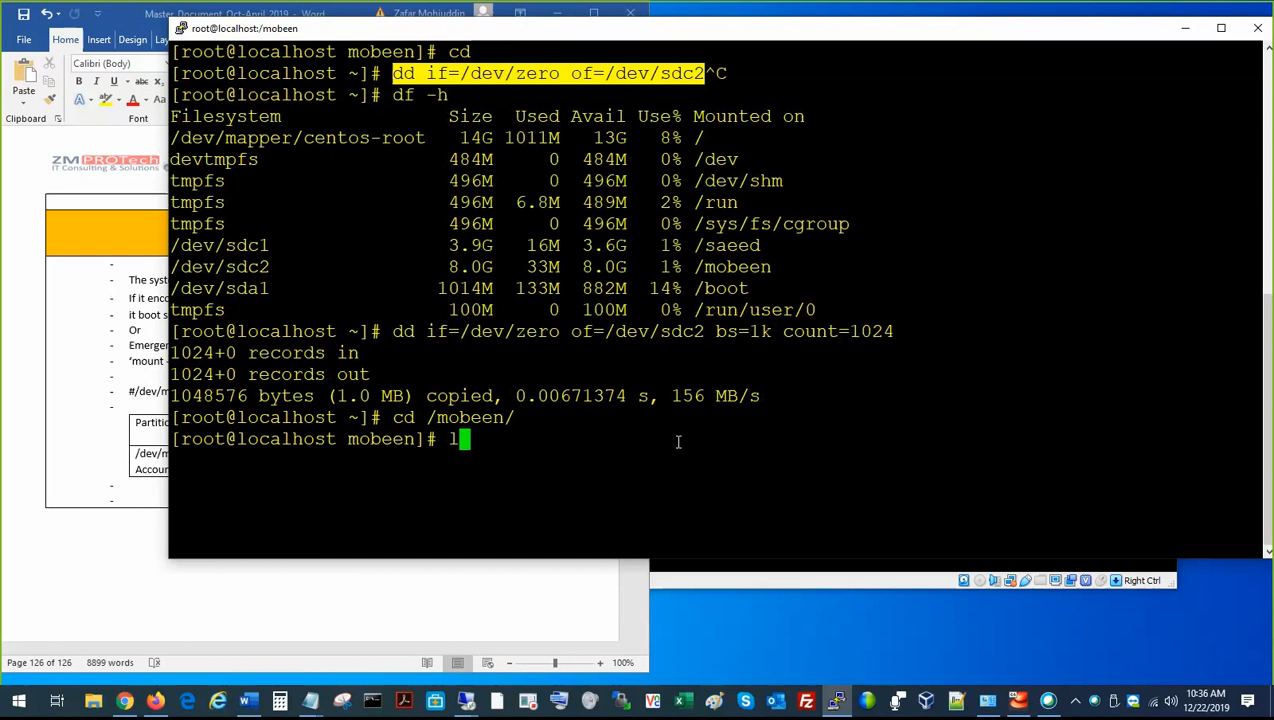 Master_Document_Oct-April_2019 - Word
Zafar Mohiuddin
File
Home
Insert
Design
Paste
Calibri (Body)
B
Clipboard
Font
ZMPROTech
IT Consulting & Solutions
-
- The syst
- If it enco
- it boot s
- Or
- Emergen
- 'mount -
-
- #/dev/m
Partition
/dev/m
Accoun
-
-
root@localhost:/mobeen
[root@localhost mobeen]# cd
[root@localhost ~]# dd if=/dev/zero of=/dev/sdc2^C
[root@localhost ~]# df -h
Filesystem Size Used Avail Use% Mounted on
/dev/mapper/centos-root 14G 1011M 13G 8% /
devtmpfs 484M 0 484M 0% /dev
tmpfs 496M 0 496M 0% /dev/shm
tmpfs 496M 6.8M 489M 2% /run
tmpfs 496M 0 496M 0% /sys/fs/cgroup
/dev/sdc1 3.9G 16M 3.6G 1% /saeed
/dev/sdc2 8.0G 33M 8.0G 1% /mobeen
/dev/sda1 1014M 133M 882M 14% /boot
tmpfs 100M 0 100M 0% /run/user/0
[root@localhost ~]# dd if=/dev/zero of=/dev/sdc2 bs=1k count=1024
1024+0 records in
1024+0 records out
1048576 bytes (1.0 MB) copied, 0.00671374 s, 156 MB/s
[root@localhost ~]# cd /mobeen/
[root@localhost mobeen]# l
Right Ctrl
Page 126 of 126 8899 words
100%
10:36 AM
12/22/2019